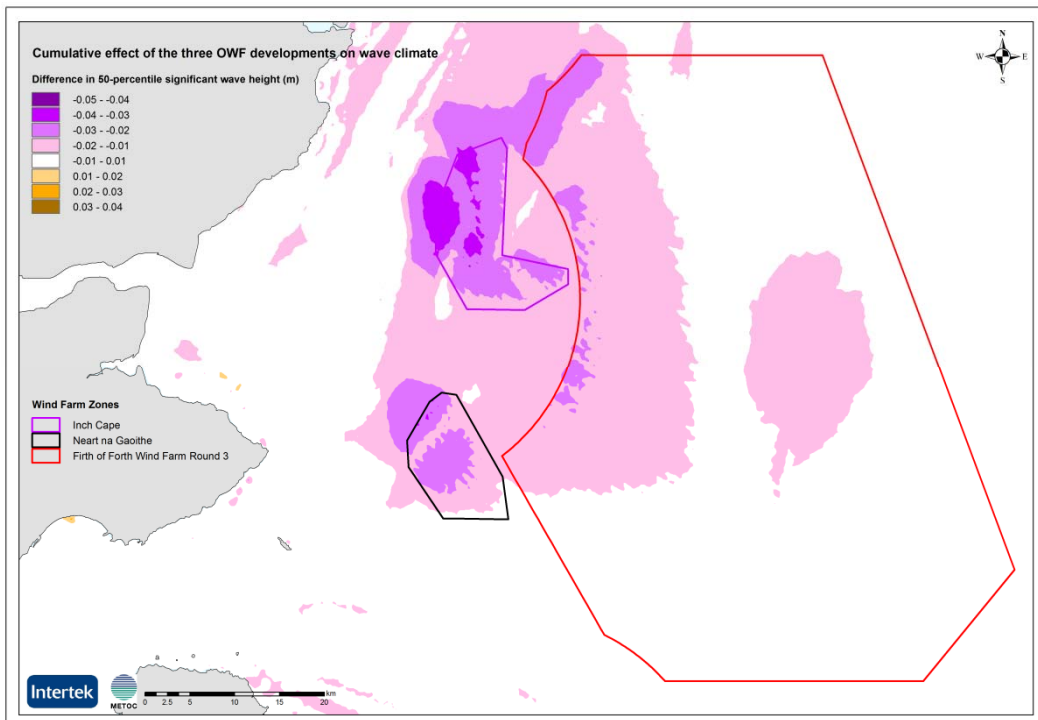 Cumulative effect of the three OWF developments on wave climate
Difference in 50-percentile significant wave height (m)
-0.05 - -0.04
-0.04 - -0.03
-0.03 - -0.02
-0.02 - -0.01
-0.01 - 0.01
0.01 - 0.02
0.02 - 0.03
0.03 - 0.04
N
W E
S
Wind Farm Zones
Inch Cape
Neart na Gaoithe
Firth of Forth Wind Farm Round 3
Intertek
METOC
km
0 2.5 5 10 15 20